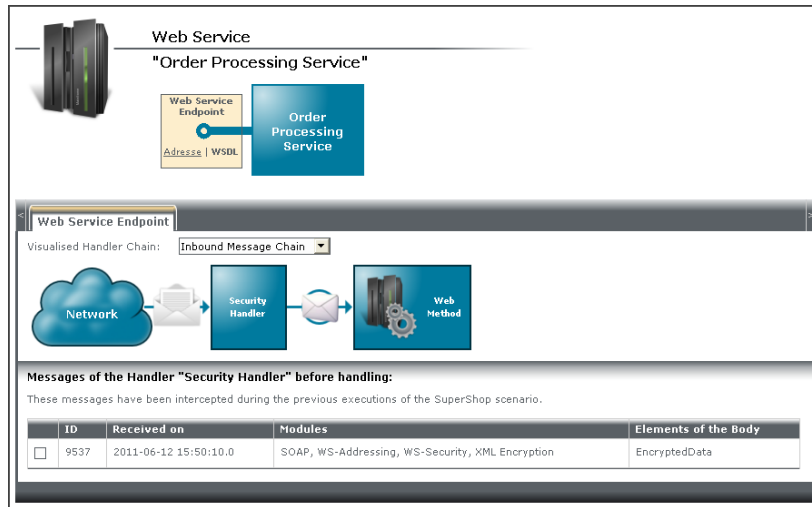 Web Service
"Order Processing Service"
Web Service
Endpoint
Adresse | WSDL
Order
Processing
Service
<
Web Service Endpoint
>
Visualised Handler Chain:
Inbound Message Chain
Network
Security
Handler
Web
Method
Messages of the Handler "Security Handler" before handling:
These messages have been intercepted during the previous executions of the SuperShop scenario.
ID Received on Modules Elements of the Body
9537 2011-06-12 15:50:10.0 SOAP, WS-Addressing, WS-Security, XML Encryption EncryptedData